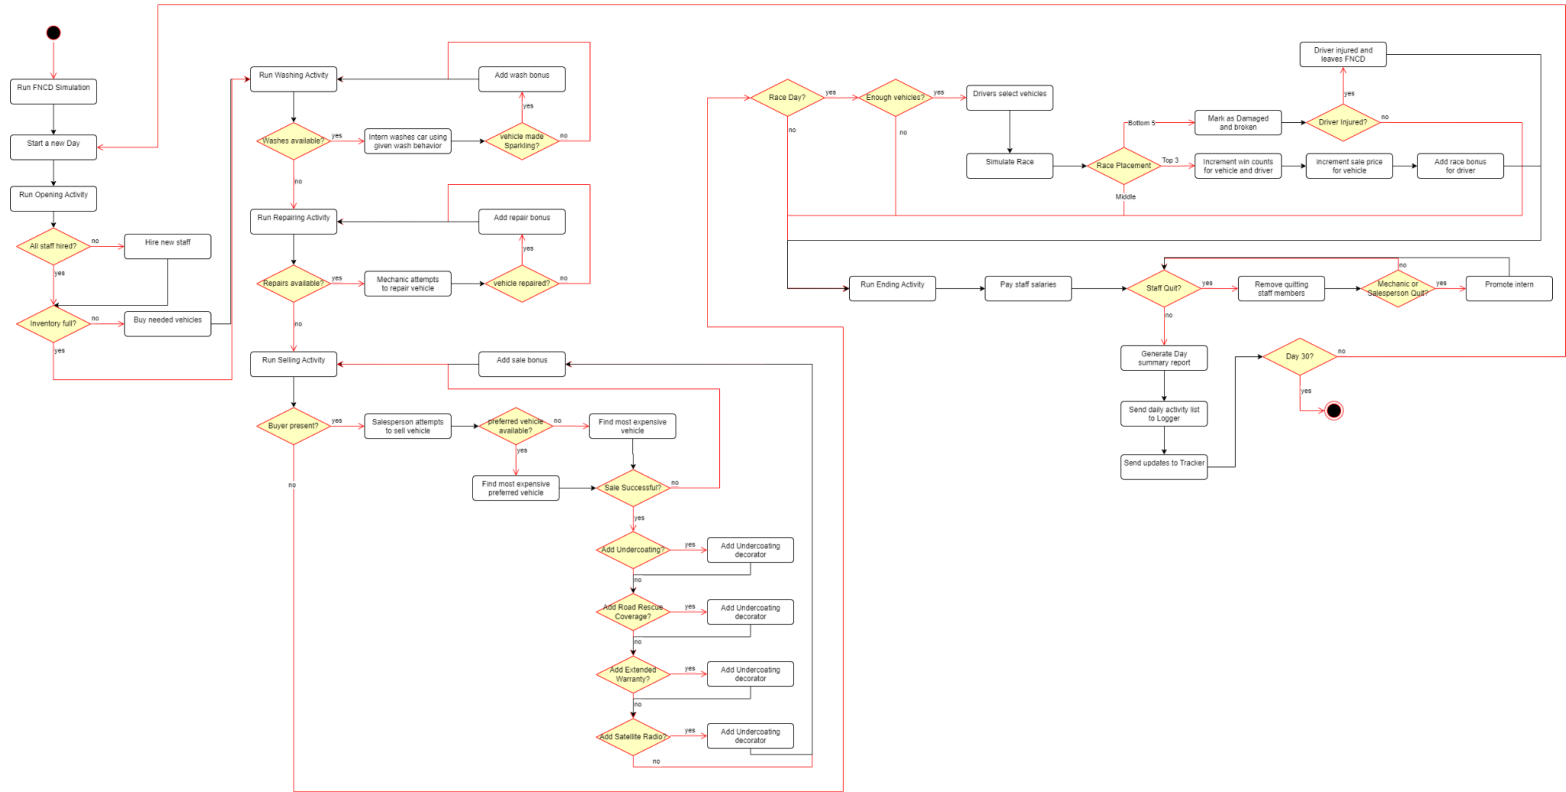 Run FNCD Simulation
Start a new Day
Run Opening Activity
All staff hired?
no
Hire new staff
yes
Inventory full?
no
Buy needed vehicles
yes
Run Washing Activity
Add wash bonus
yes
Washes available?
yes
Intern washes car using
given wash behavior
vehicle made
Sparkling?
no
no
Run Repairing Activity
Add repair bonus
yes
Repairs available?
yes
Mechanic attempts
to repair vehicle
vehicle repaired?
no
no
Run Selling Activity
Add sale bonus
Buyer present?
yes
Salesperson attempts
to sell vehicle
preferred vehicle
available?
no
Find most expensive
vehicle
yes
Find most expensive
preferred vehicle
Sale Successful?
no
no
yes
Add Undercoating?
yes
Add Undercoating
decorator
no
Add Road Rescue
Coverage?
yes
Add Undercoating
decorator
no
Add Extended
Warranty?
yes
Add Undercoating
decorator
no
Add Satellite Radio?
yes
Add Undercoating
decorator
no
Race Day?
yes
Enough vehicles?
yes
Drivers select vehicles
no
no
Simulate Race
Race Placement
Bottom 5
Mark as Damaged
and broken
Driver Injured?
yes
Driver injured and
leaves FNCD
no
Top 3
Increment win counts
for vehicle and driver
Increment sale price
for vehicle
Add race bonus
for driver
Middle
Run Ending Activity
Pay staff salaries
Staff Quit?
yes
Remove quitting
staff members
Mechanic or
Salesperson Quit?
no
yes
Promote intern
no
Generate Day
summary report
Send daily activity list
to Logger
Send updates to Tracker
Day 30?
no
yes